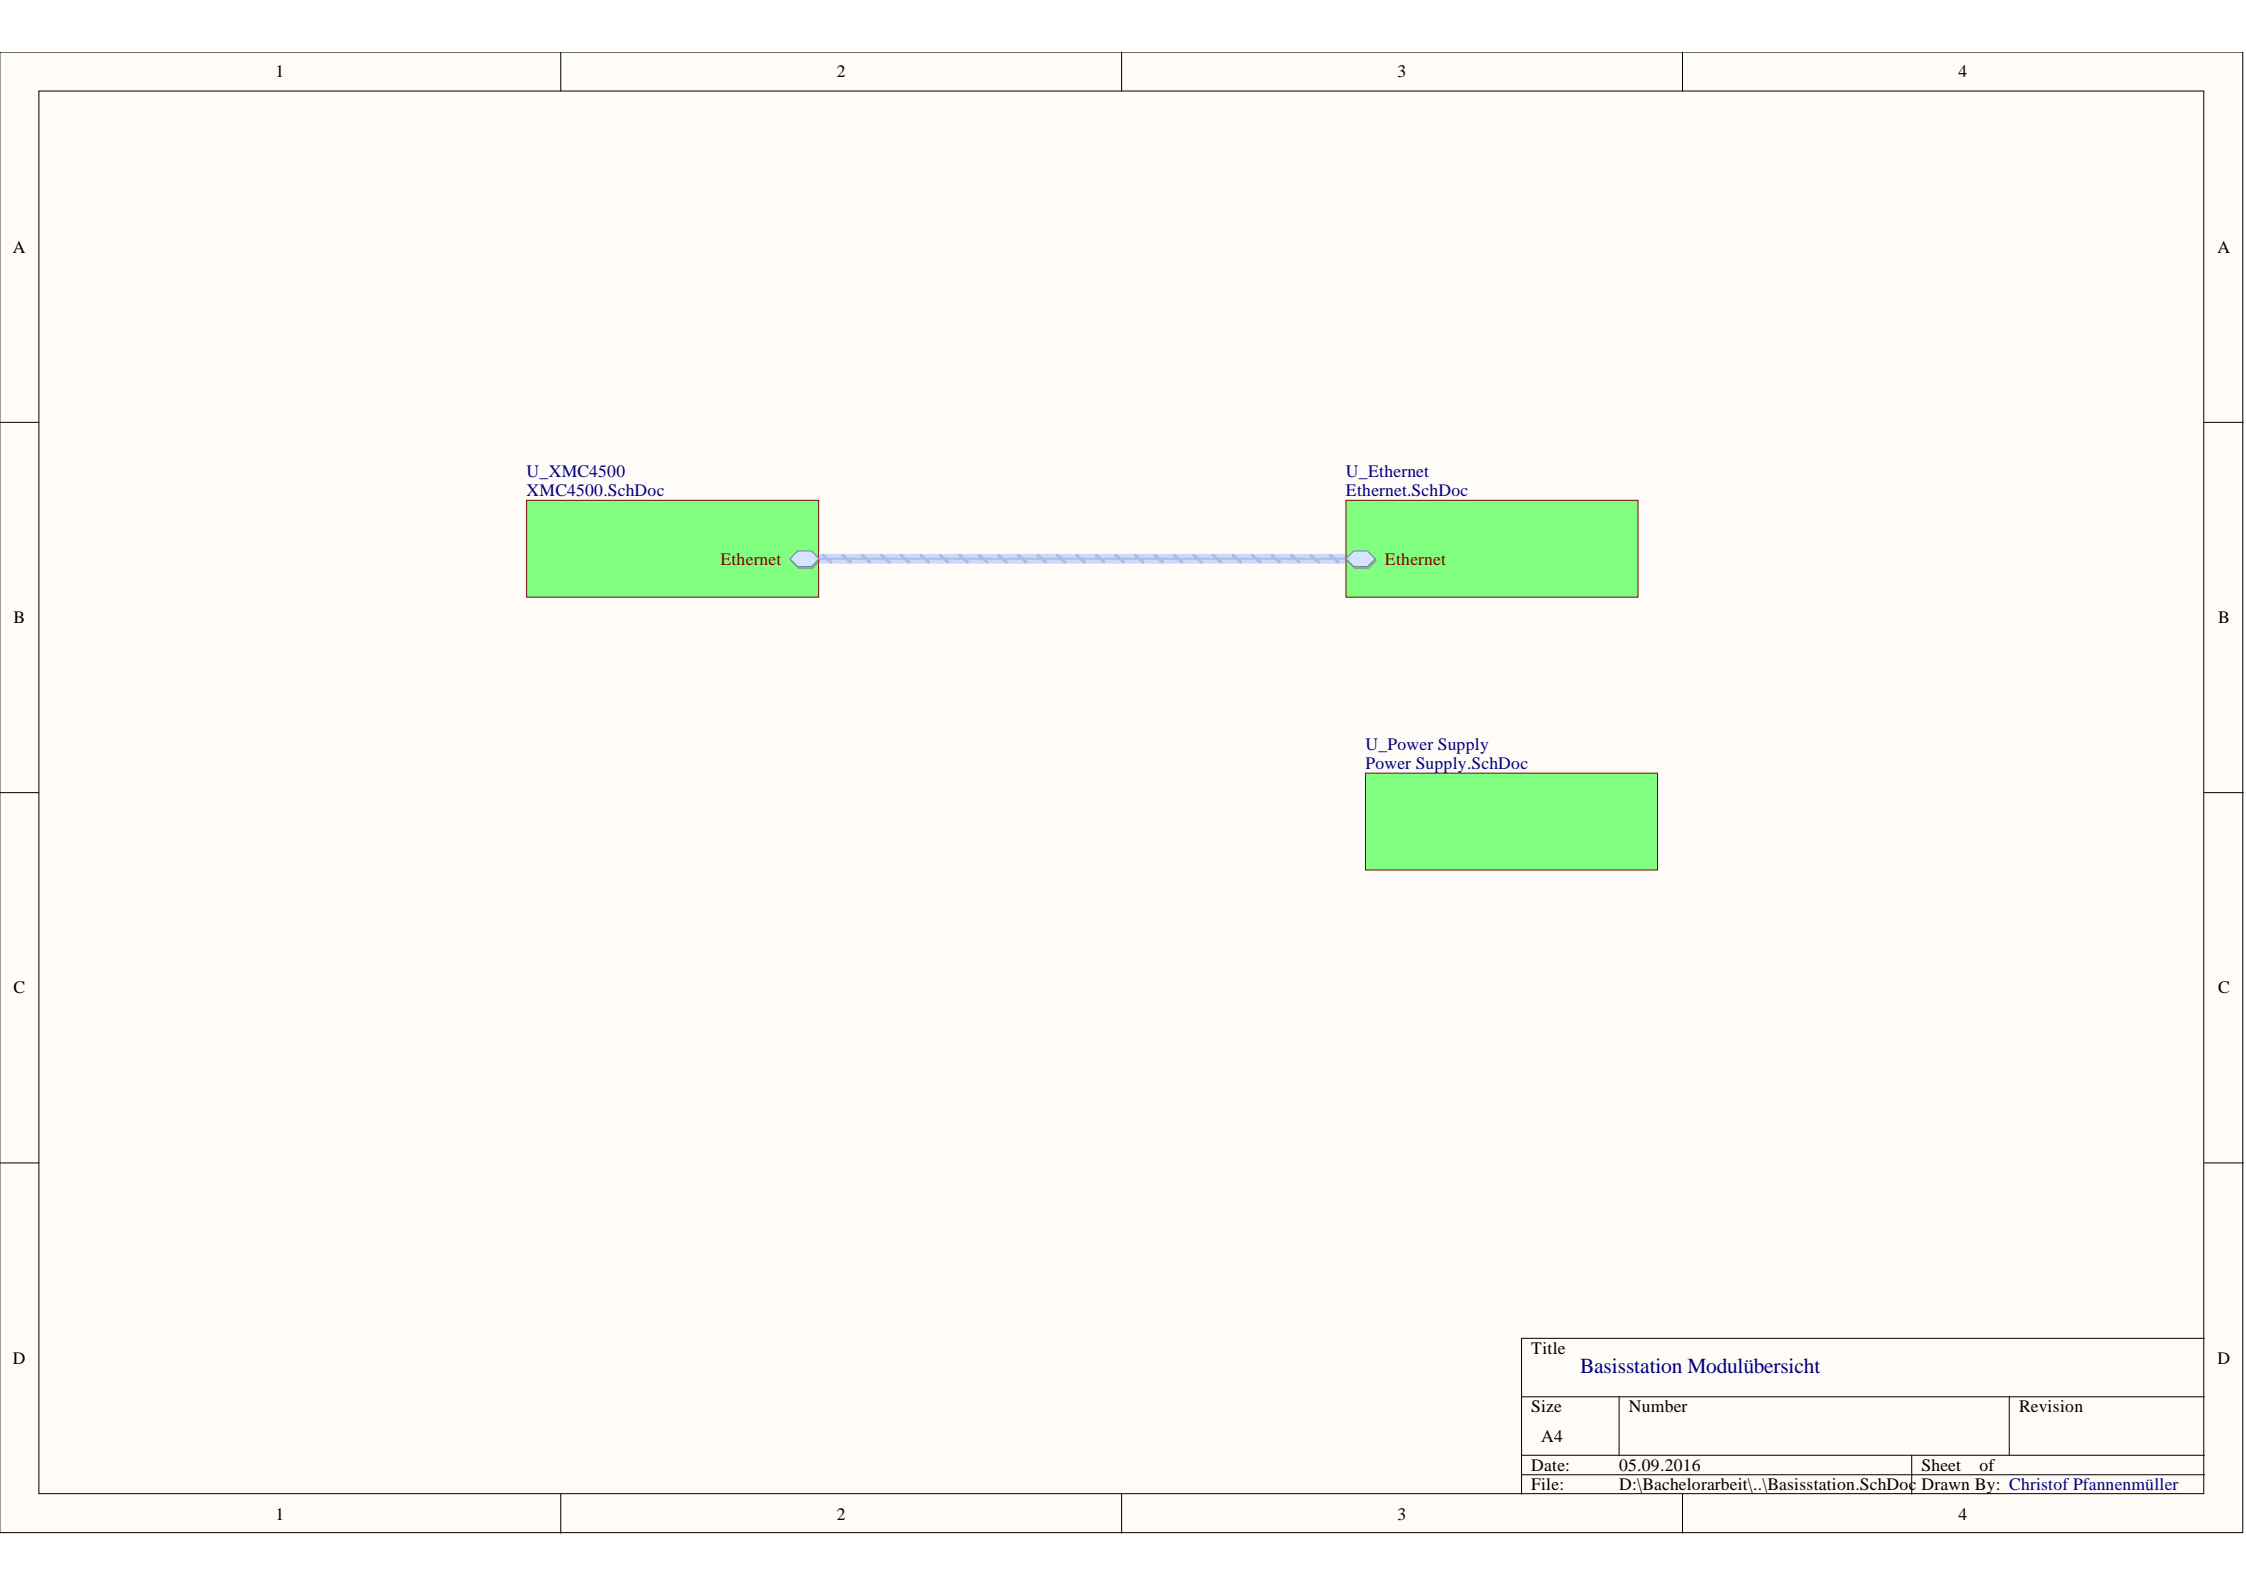 1 2 3 4
A A
U_XMC4500 U_Ethernet
XMC4500.SchDoc Ethernet.SchDoc
Ethernet Ethernet
B B
U_Power Supply
Power Supply.SchDoc
C C
Title
Basisstation Modulübersicht
D D
Size Number Revision
A4
Date: 05.09.2016 Sheet of
File: D:\Bachelorarbeit\..\Basisstation.SchDoc Drawn By: Christof Pfannenmüller
1 2 3 4